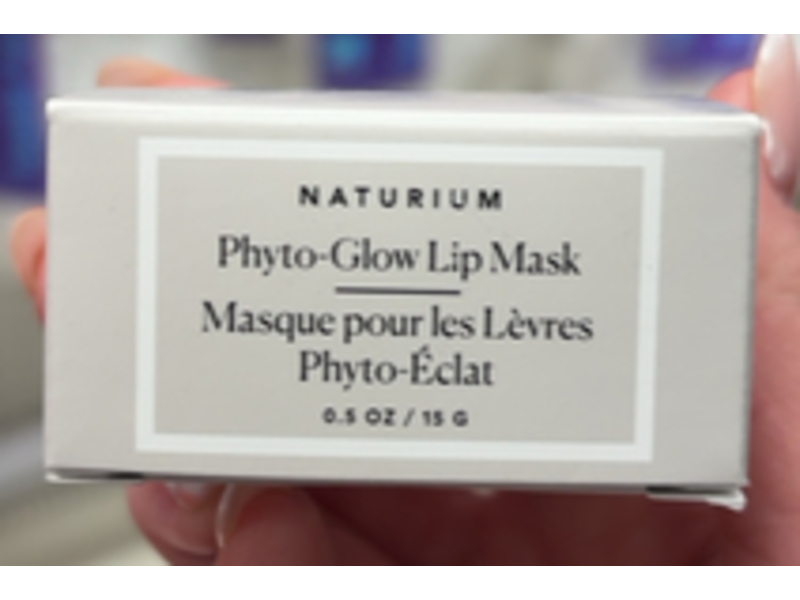 NATURIUM
Phyto-Glow Lip Mask
Masque pour les Lèvres
Phyto-Éclat
0.5 OZ / 15 G